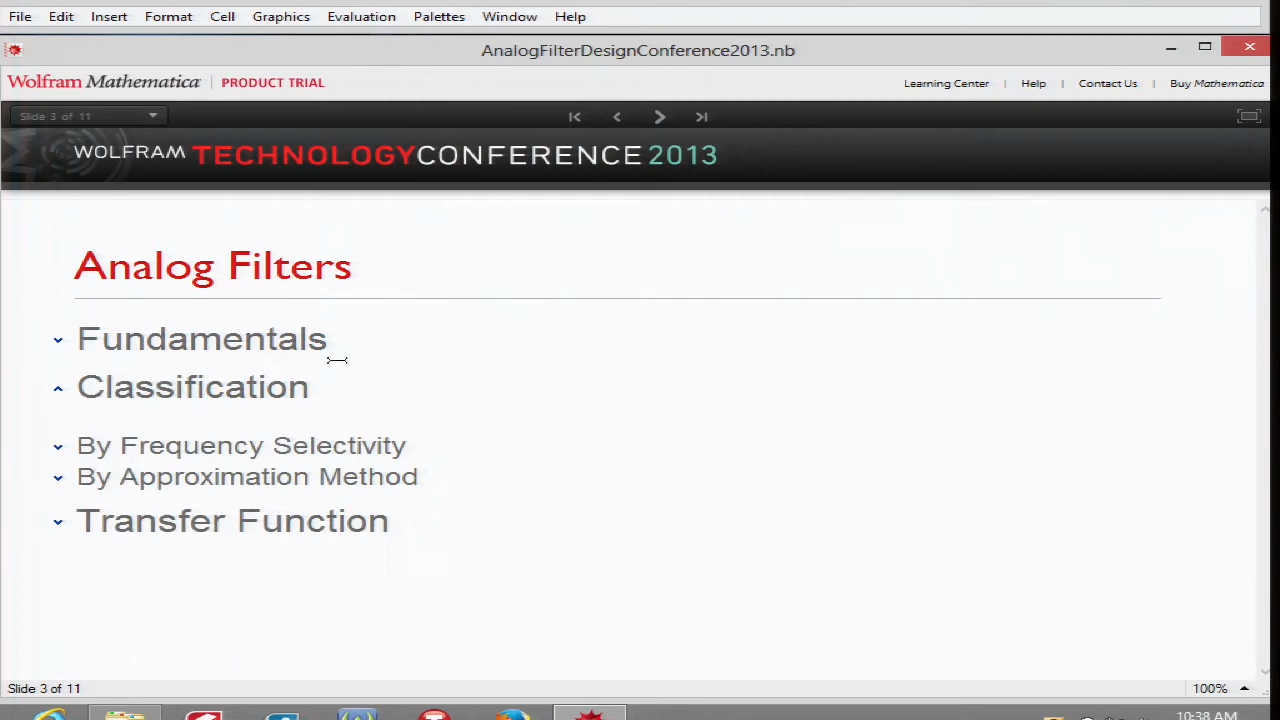 File Edit Insert Format Cell Graphics Evaluation Palettes Window Help
AnalogFilterDesignConference2013.nb
Wolfram Mathematica | PRODUCT TRIAL Learning Center | Help | Contact Us | Buy Mathematica
Slide 3 of 11
WOLFRAM TECHNOLOGYCONFERENCE 2013
Analog Filters
Fundamentals
Classification
By Frequency Selectivity
By Approximation Method
Transfer Function
Slide 3 of 11 100%
10:38 AM